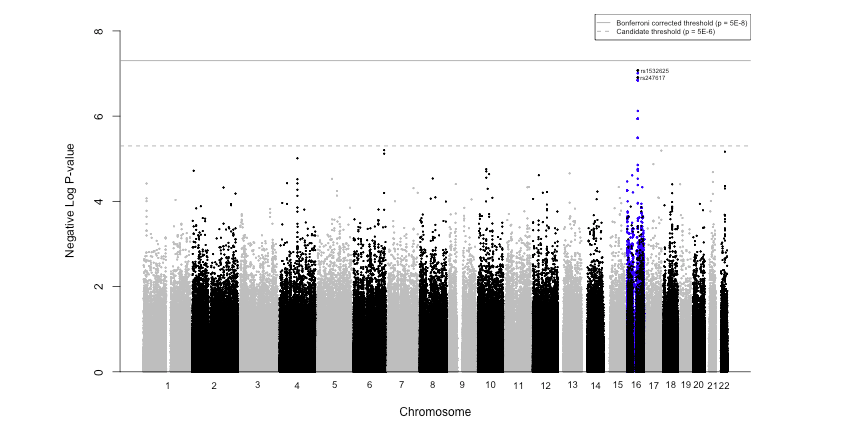 Bonferroni corrected threshold (p = 5E-8)
Candidate threshold (p = 5E-6)
8
6
4
2
0
Negative Log P-value
rs1532625
rs247617
1 2 3 4 5 6 7 8 9 10 11 12 13 14 15 16 17 18 19 20 21 22
Chromosome